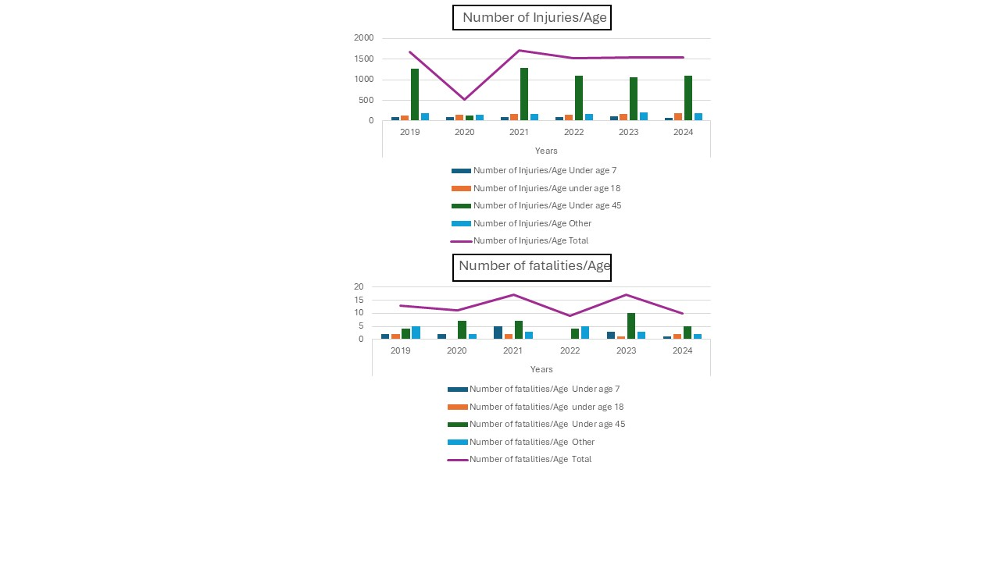 Number of Injuries/Age
2000
1500
1000
500
0
2019 2020 2021 2022 2023 2024
Years
Number of Injuries/Age Under age 7
Number of Injuries/Age under age 18
Number of Injuries/Age Under age 45
Number of Injuries/Age Other
Number of Injuries/Age Total
Number of fatalities/Age
20
15
10
5
0
2019 2020 2021 2022 2023 2024
Years
Number of fatalities/Age Under age 7
Number of fatalities/Age under age 18
Number of fatalities/Age Under age 45
Number of fatalities/Age Other
Number of fatalities/Age Total